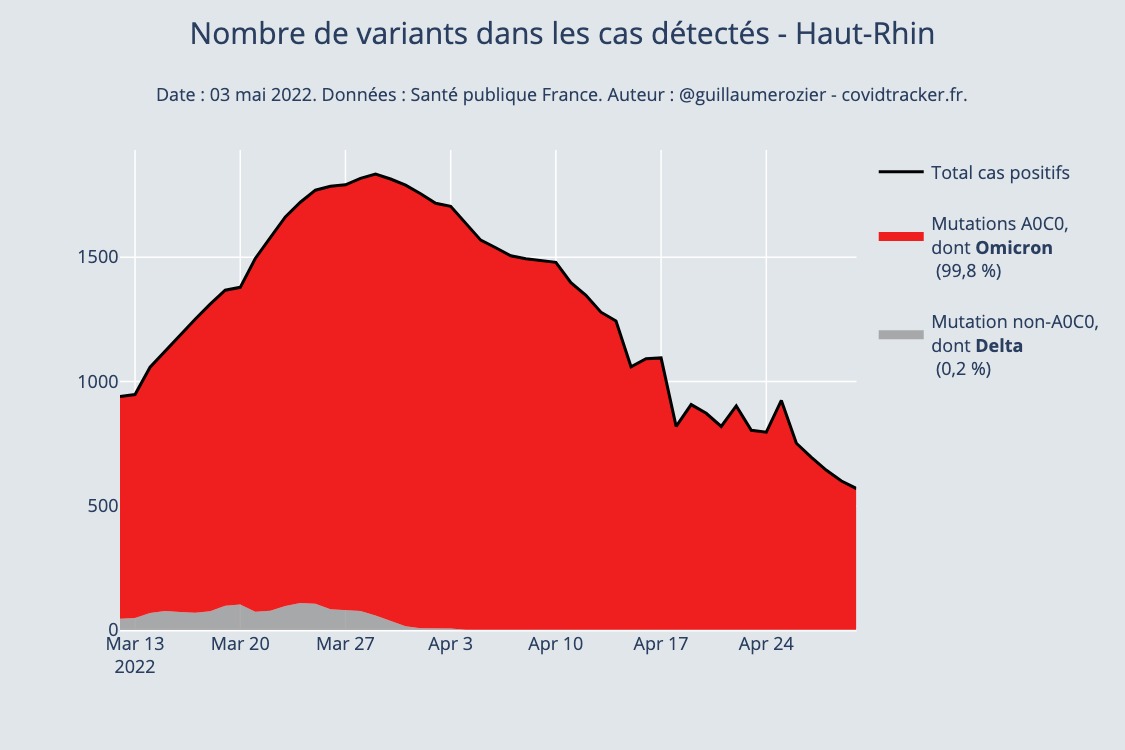 Nombre de variants dans les cas détectés - Haut-Rhin
Date : 03 mai 2022. Données : Santé publique France. Auteur : @guillaumerozier - covidtracker.fr.
Total cas positifs
Mutations A0C0,
dont Omicron
(99,8 %)
Mutation non-A0C0,
dont Delta
(0,2 %)
1500
1000
500
0
Mar 13 Mar 20 Mar 27 Apr 3 Apr 10 Apr 17 Apr 24
2022